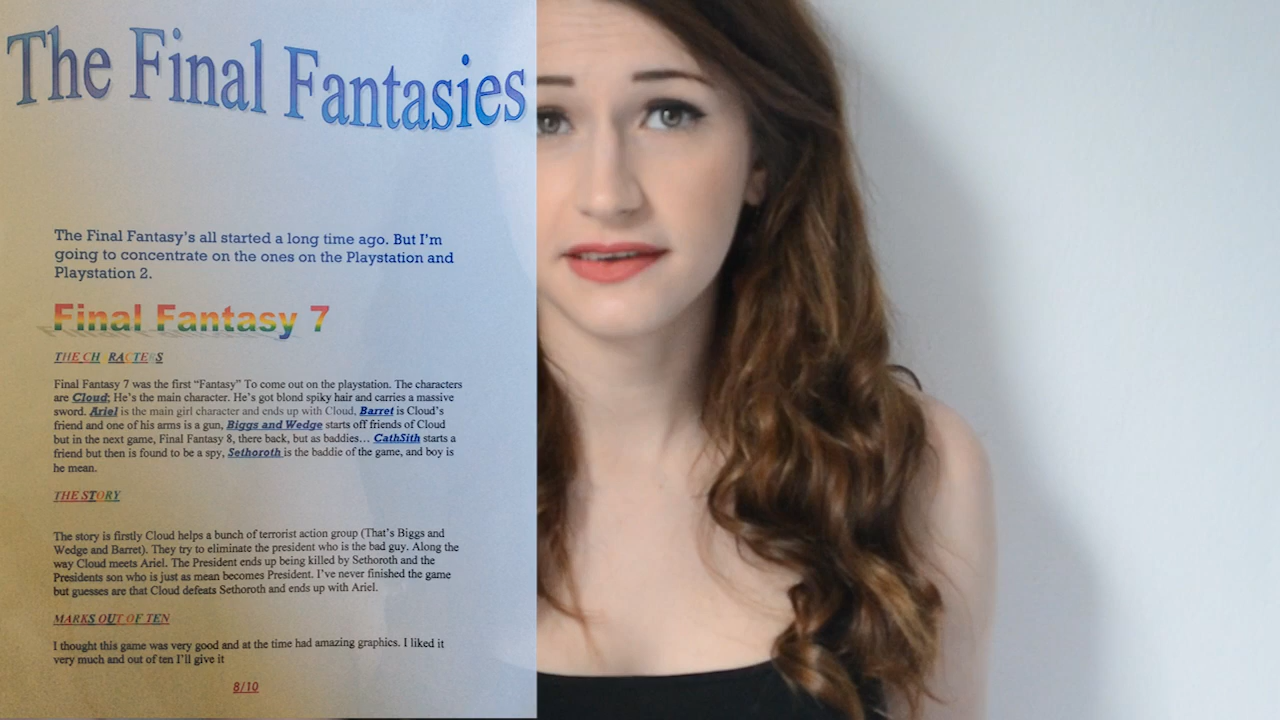 The Final Fantasies
The Final Fantasy's all started a long time ago. But I'm
going to concentrate on the ones on the Playstation and
Playstation 2.
Final Fantasy 7
THE CH RACTERS
Final Fantasy 7 was the first "Fantasy" To come out on the playstation. The characters
are Cloud; He's the main character. He's got blond spiky hair and carries a massive
sword. Ariel is the main girl character and ends up with Cloud, Barret is Cloud's
friend and one of his arms is a gun, Biggs and Wedge starts off friends of Cloud
but in the next game, Final Fantasy 8, there back, but as baddies... CathSith starts a
friend but then is found to be a spy, Sethoroth is the baddie of the game, and boy is
he mean.
THE STORY
The story is firstly Cloud helps a bunch of terrorist action group (That's Biggs and
Wedge and Barret). They try to eliminate the president who is the bad guy. Along the
way Cloud meets Ariel. The President ends up being killed by Sethoroth and the
Presidents son who is just as mean becomes President. I've never finished the game
but guesses are that Cloud defeats Sethoroth and ends up with Ariel.
MARKS OUT OF TEN
I thought this game was very good and at the time had amazing graphics. I liked it
very much and out of ten I'll give it
8/10